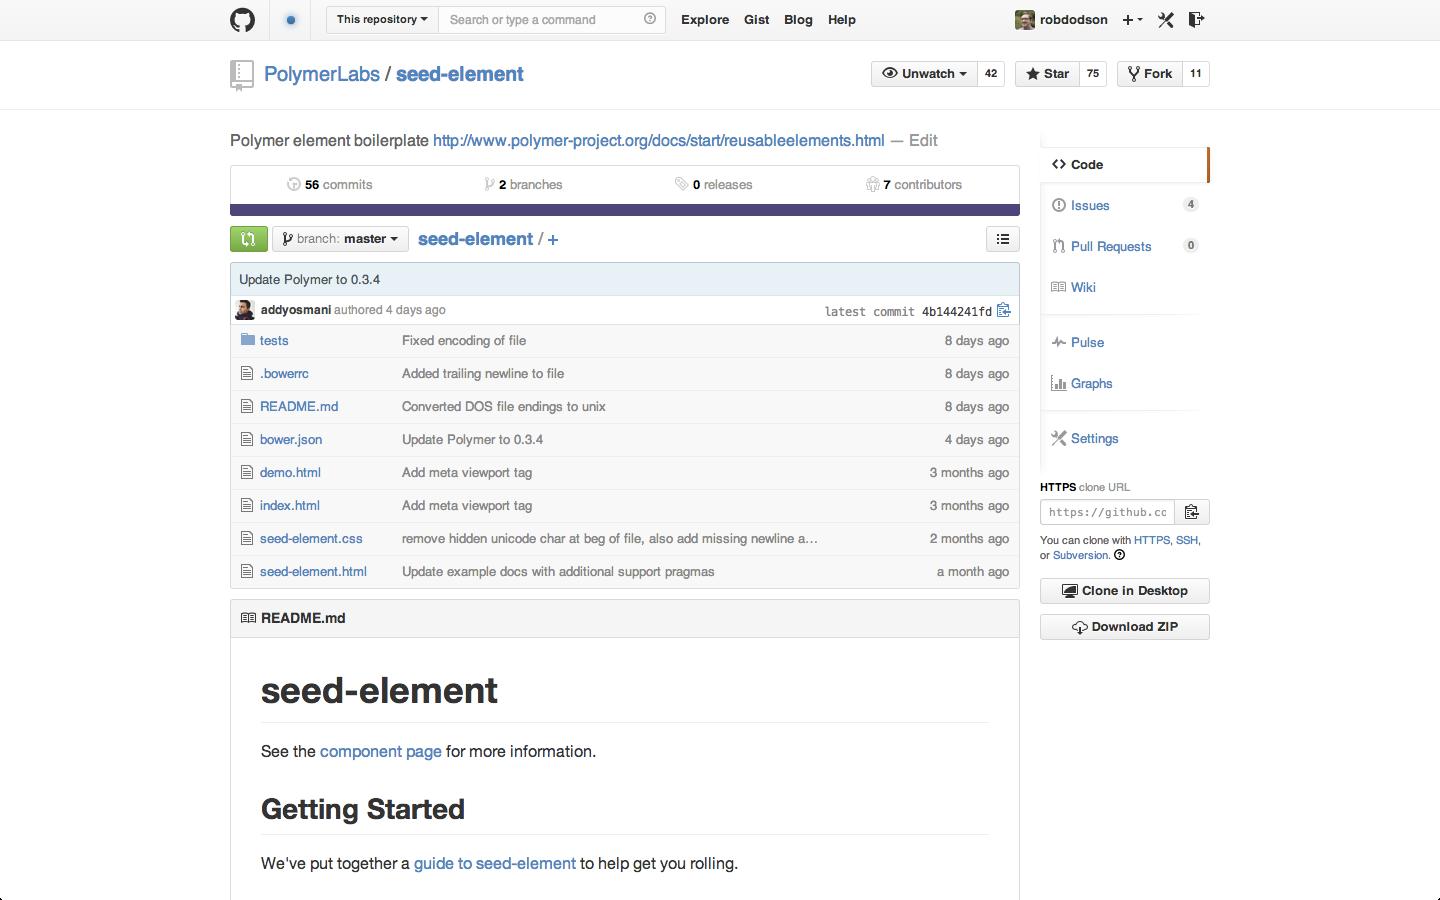 This repository Search or type a command Explore Gist Blog Help robdodson
PolymerLabs / seed-element Unwatch 42 Star 75 Fork 11
Polymer element boilerplate http://www.polymer-project.org/docs/start/reusableelements.html — Edit
56 commits 2 branches 0 releases 7 contributors
branch: master seed-element / +
Update Polymer to 0.3.4
addyosmani authored 4 days ago latest commit 4b144241fd
tests Fixed encoding of file 8 days ago
.bowerrc Added trailing newline to file 8 days ago
README.md Converted DOS file endings to unix 8 days ago
bower.json Update Polymer to 0.3.4 4 days ago
demo.html Add meta viewport tag 3 months ago
index.html Add meta viewport tag 3 months ago
seed-element.css remove hidden unicode char at beg of file, also add missing newline a… 2 months ago
seed-element.html Update example docs with additional support pragmas a month ago
README.md
seed-element
See the component page for more information.
Getting Started
We've put together a guide to seed-element to help get you rolling.
Code
Issues 4
Pull Requests 0
Wiki
Pulse
Graphs
Settings
HTTPS clone URL
https://github.co
You can clone with HTTPS, SSH,
or Subversion.
Clone in Desktop
Download ZIP